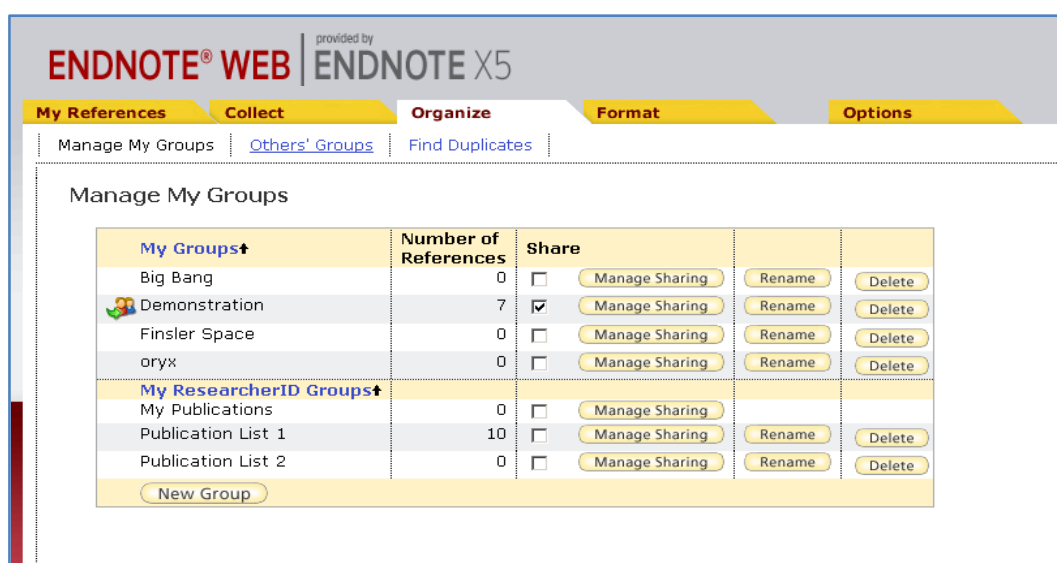 provided by
ENDNOTE® WEB ENDNOTE X5
My References Collect Organize Format Options
Manage My Groups Others' Groups Find Duplicates
Manage My Groups
My Groups Number of References Share
Big Bang 0 Manage Sharing Rename Delete
Demonstration 7 Manage Sharing Rename Delete
Finsler Space 0 Manage Sharing Rename Delete
oryx 0 Manage Sharing Rename Delete
My ResearcherID Groups
My Publications 0 Manage Sharing
Publication List 1 10 Manage Sharing Rename Delete
Publication List 2 0 Manage Sharing Rename Delete
New Group